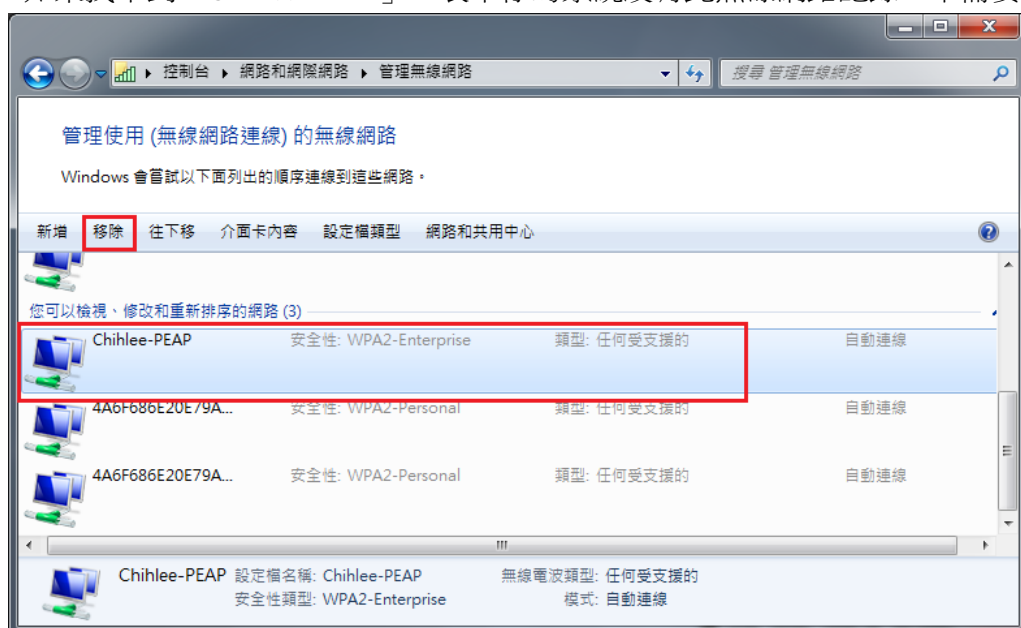 控制台 ▸ 網路和網際網路 ▸ 管理無線網路
搜尋 管理無線網路
管理使用 (無線網路連線) 的無線網路
Windows 會嘗試以下面列出的順序連線到這些網路。
新增 移除 往下移 介面卡內容 設定檔類型 網路和共用中心
您可以檢視、修改和重新排序的網路 (3)
Chihlee-PEAP 安全性: WPA2-Enterprise 類型: 任何受支援的 自動連線
4A6F686E20E79A... 安全性: WPA2-Personal 類型: 任何受支援的 自動連線
4A6F686E20E79A... 安全性: WPA2-Personal 類型: 任何受支援的 自動連線
Chihlee-PEAP 設定檔名稱: Chihlee-PEAP 無線電波類型: 任何受支援的
安全性類型: WPA2-Enterprise 模式: 自動連線